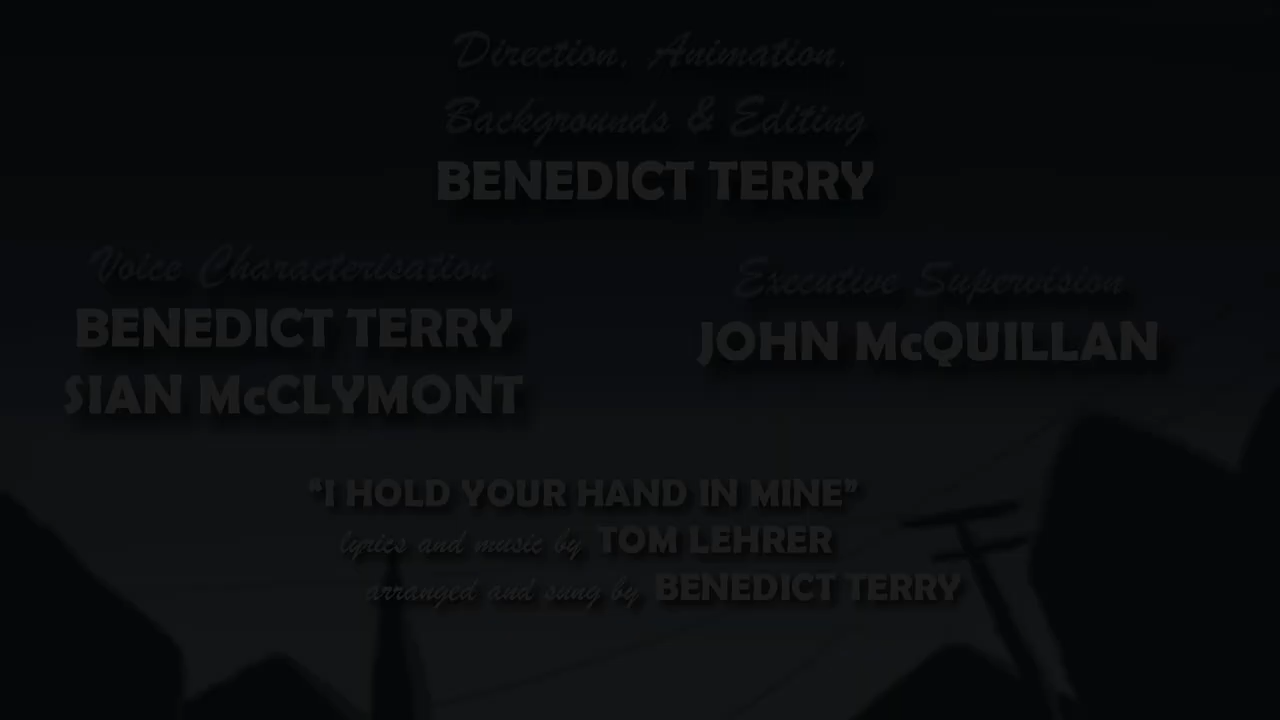 Direction, Animation,
Backgrounds & Editing
BENEDICT TERRY
Voice Characterisation
BENEDICT TERRY
SIAN McCLYMONT
Executive Supervision
JOHN McQUILLAN
“I HOLD YOUR HAND IN MINE”
lyrics and music by TOM LEHRER
arranged and sung by BENEDICT TERRY